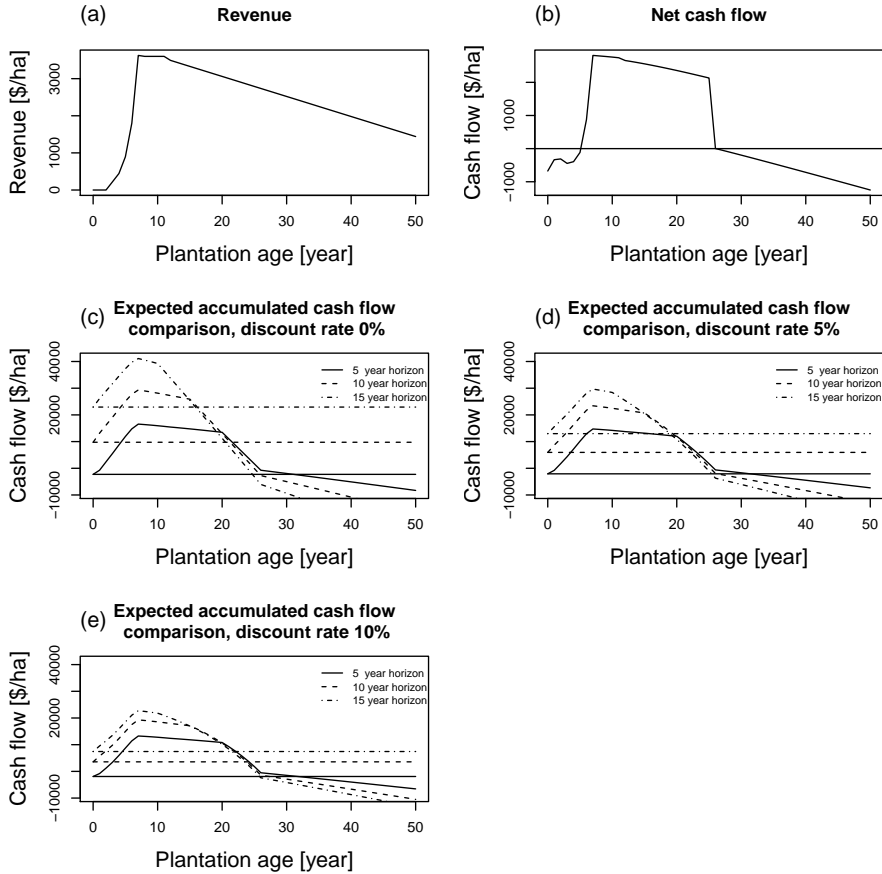 (a) Revenue
Revenue [$/ha]
0 1000 3000
0 10 20 30 40 50
Plantation age [year]
(b) Net cash flow
Cash flow [$/ha]
−1000 1000
0 10 20 30 40 50
Plantation age [year]
(c) Expected accumulated cash flow
comparison, discount rate 0%
Cash flow [$/ha]
−10000 20000 40000
5 year horizon
10 year horizon
15 year horizon
0 10 20 30 40 50
Plantation age [year]
(d) Expected accumulated cash flow
comparison, discount rate 5%
Cash flow [$/ha]
−10000 20000 40000
5 year horizon
10 year horizon
15 year horizon
0 10 20 30 40 50
Plantation age [year]
(e) Expected accumulated cash flow
comparison, discount rate 10%
Cash flow [$/ha]
−10000 20000 40000
5 year horizon
10 year horizon
15 year horizon
0 10 20 30 40 50
Plantation age [year]